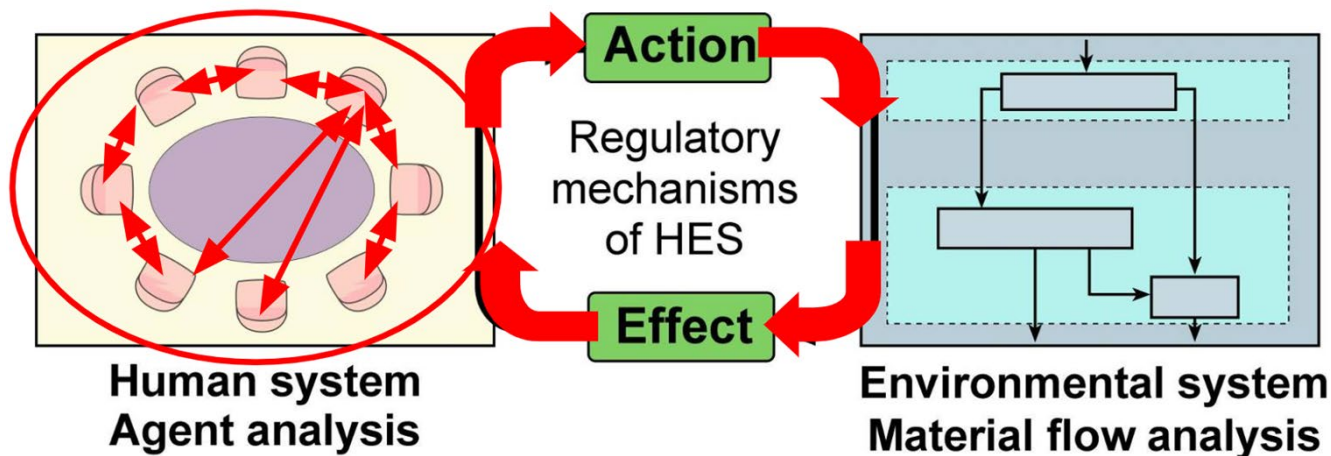 Action
Regulatory
mechanisms
of HES
Effect
Human system
Agent analysis
Environmental system
Material flow analysis